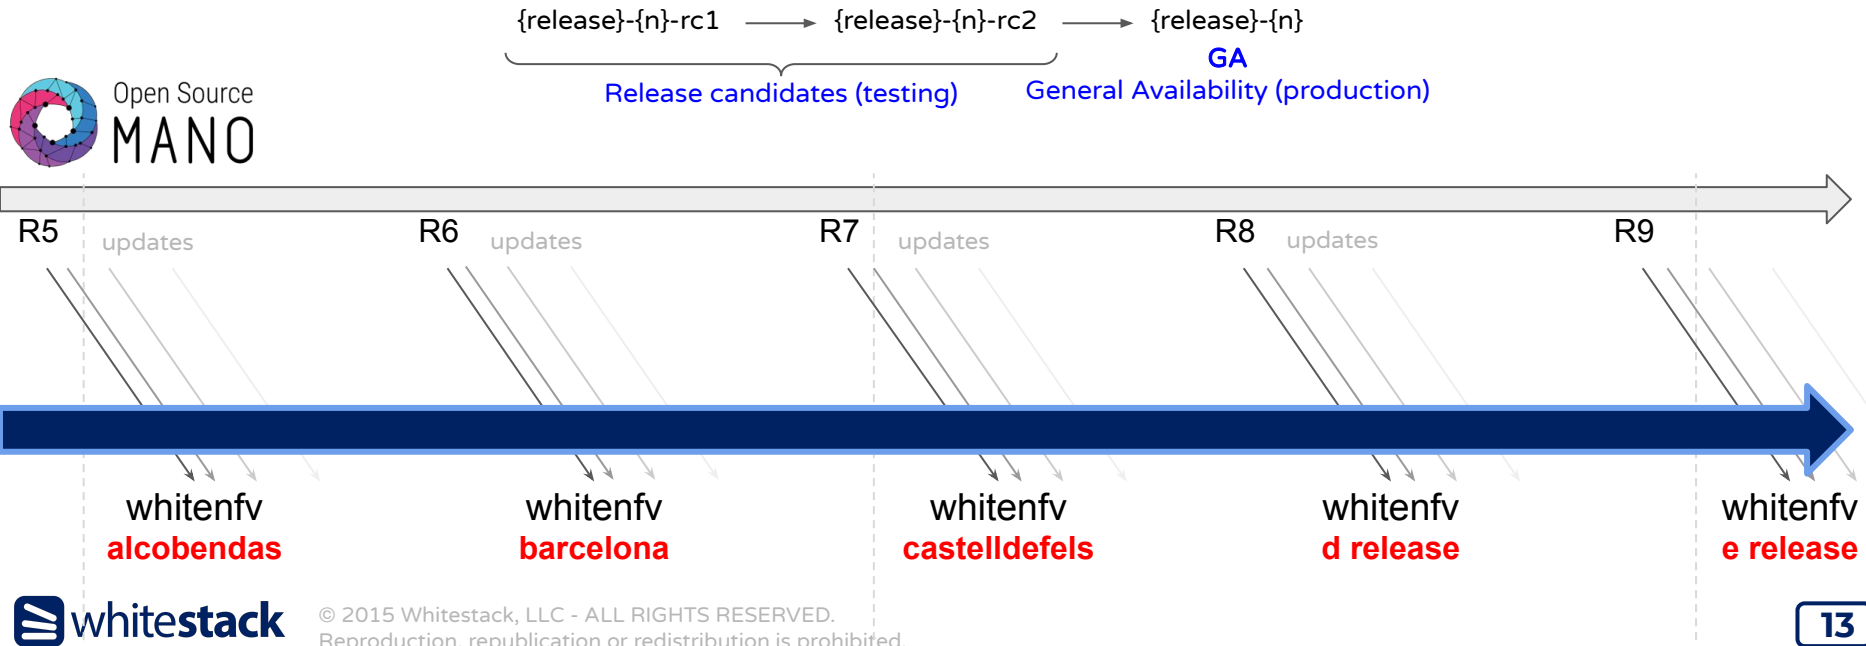 {release}-{n}-rc1 {release}-{n}-rc2 {release}-{n}
GA
Release candidates (testing) General Availability (production)
Open Source
MANO
R5 updates R6 updates R7 updates R8 updates R9
whitenfv whitenfv whitenfv whitenfv whitenfv
alcobendas barcelona castelldefels d release e release
whitestack
© 2015 Whitestack, LLC - ALL RIGHTS RESERVED.
Reproduction, republication or redistribution is prohibited.
13